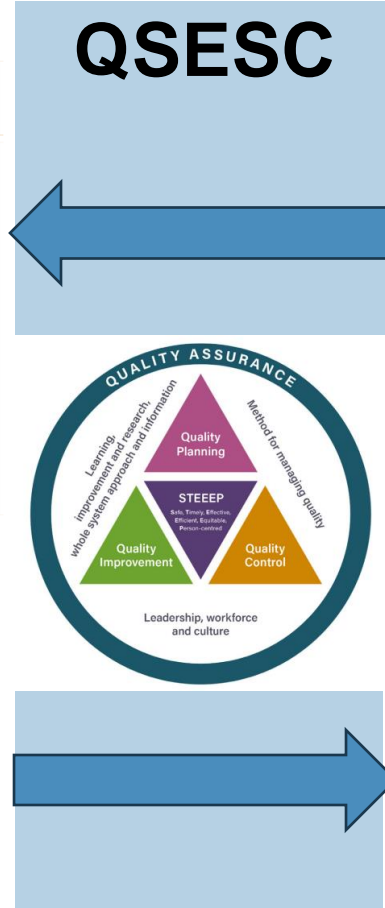 QSESC
QUALITY ASSURANCE
Learning,
improvement and research,
whole system approach and information
Method for managing quality
Quality
Planning
STEEEP
Safe, Timely, Effective,
Efficient, Equitable,
Person-centred
Quality
Improvement
Quality
Control
Leadership, workforce
and culture